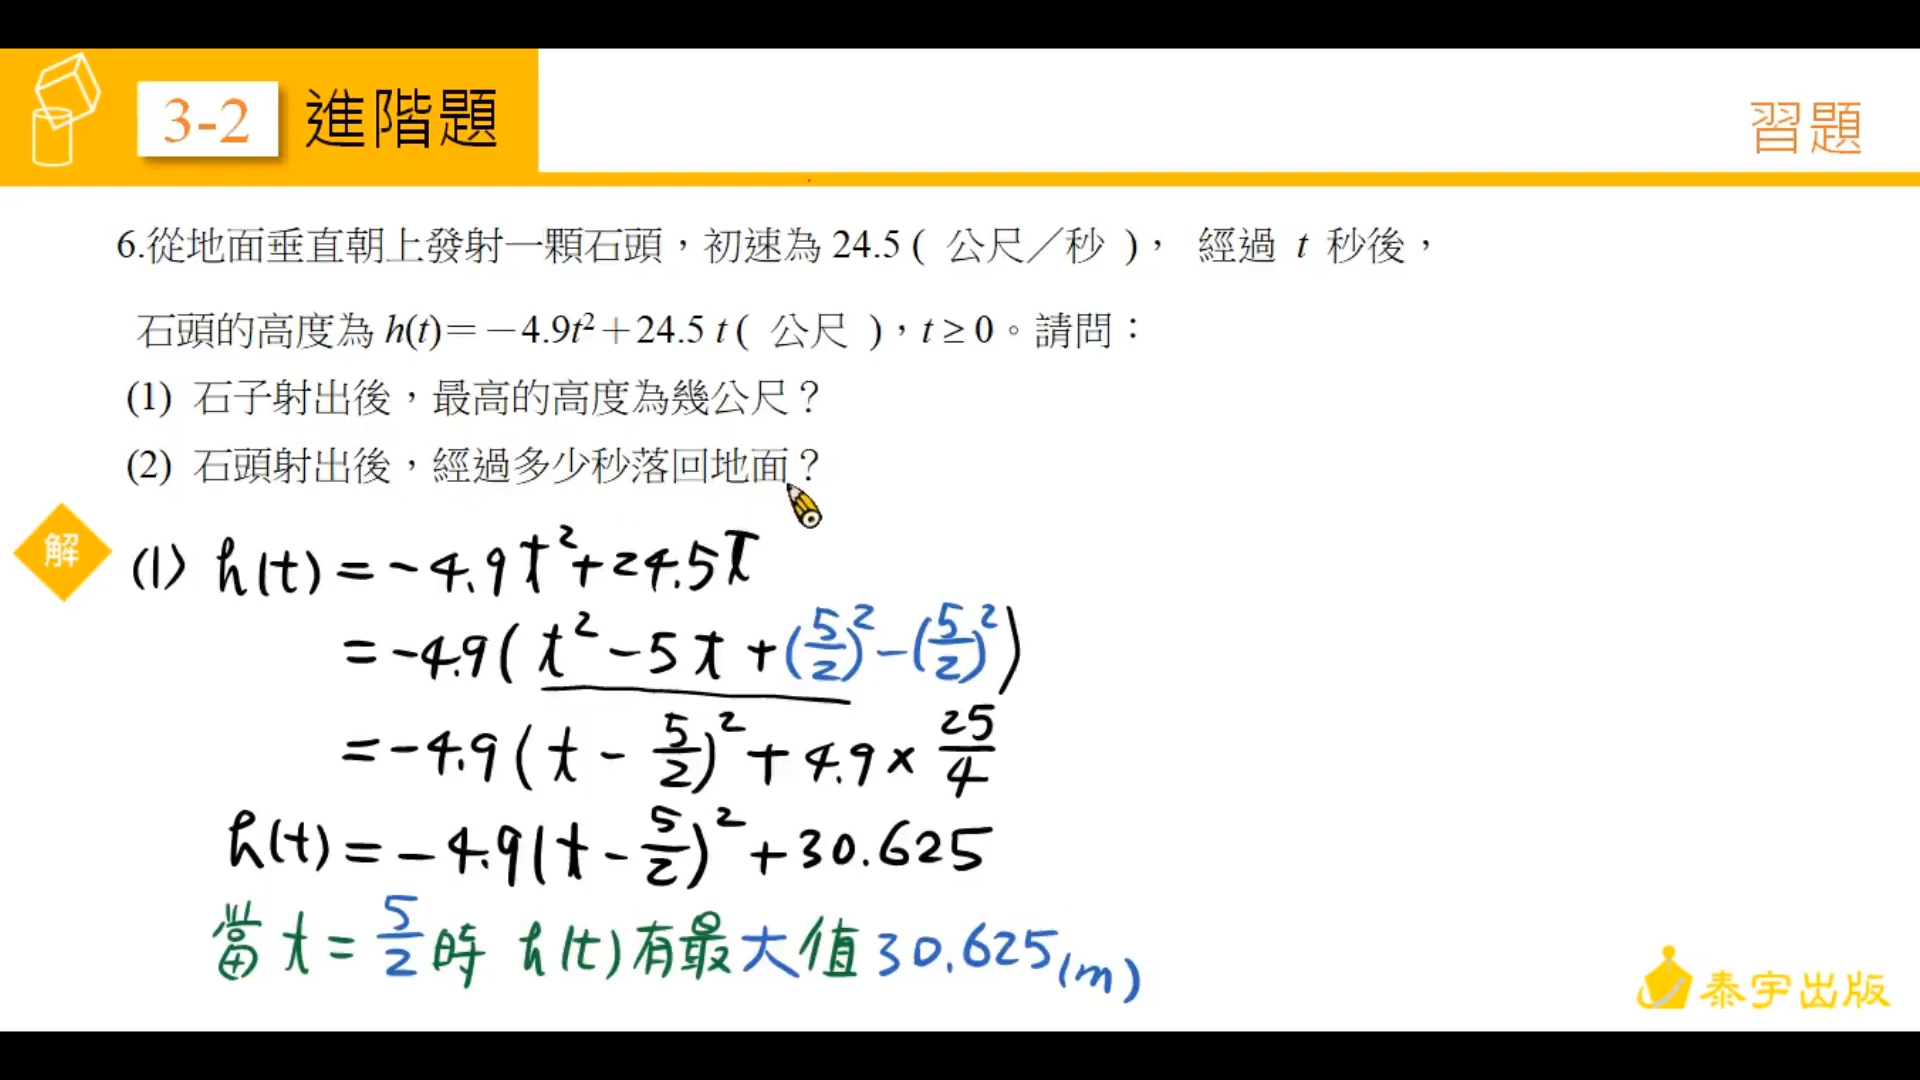 3-2 進階題
習題
6.從地面垂直朝上發射一顆石頭，初速為 24.5 ( 公尺／秒 )， 經過 t 秒後，
石頭的高度為 h(t)＝－4.9t²＋24.5 t ( 公尺 )，t ≥ 0。請問：
(1) 石子射出後，最高的高度為幾公尺？
(2) 石頭射出後，經過多少秒落回地面？
解
(1) h(t) = -4.9t²+24.5t
= -4.9(t²-5t+(5/2)²-(5/2)²)
= -4.9(t-5/2)²+4.9×25/4
h(t) = -4.9(t-5/2)²+30.625
當 t = 5/2 時 h(t) 有最大值 30.625(m)
泰宇出版